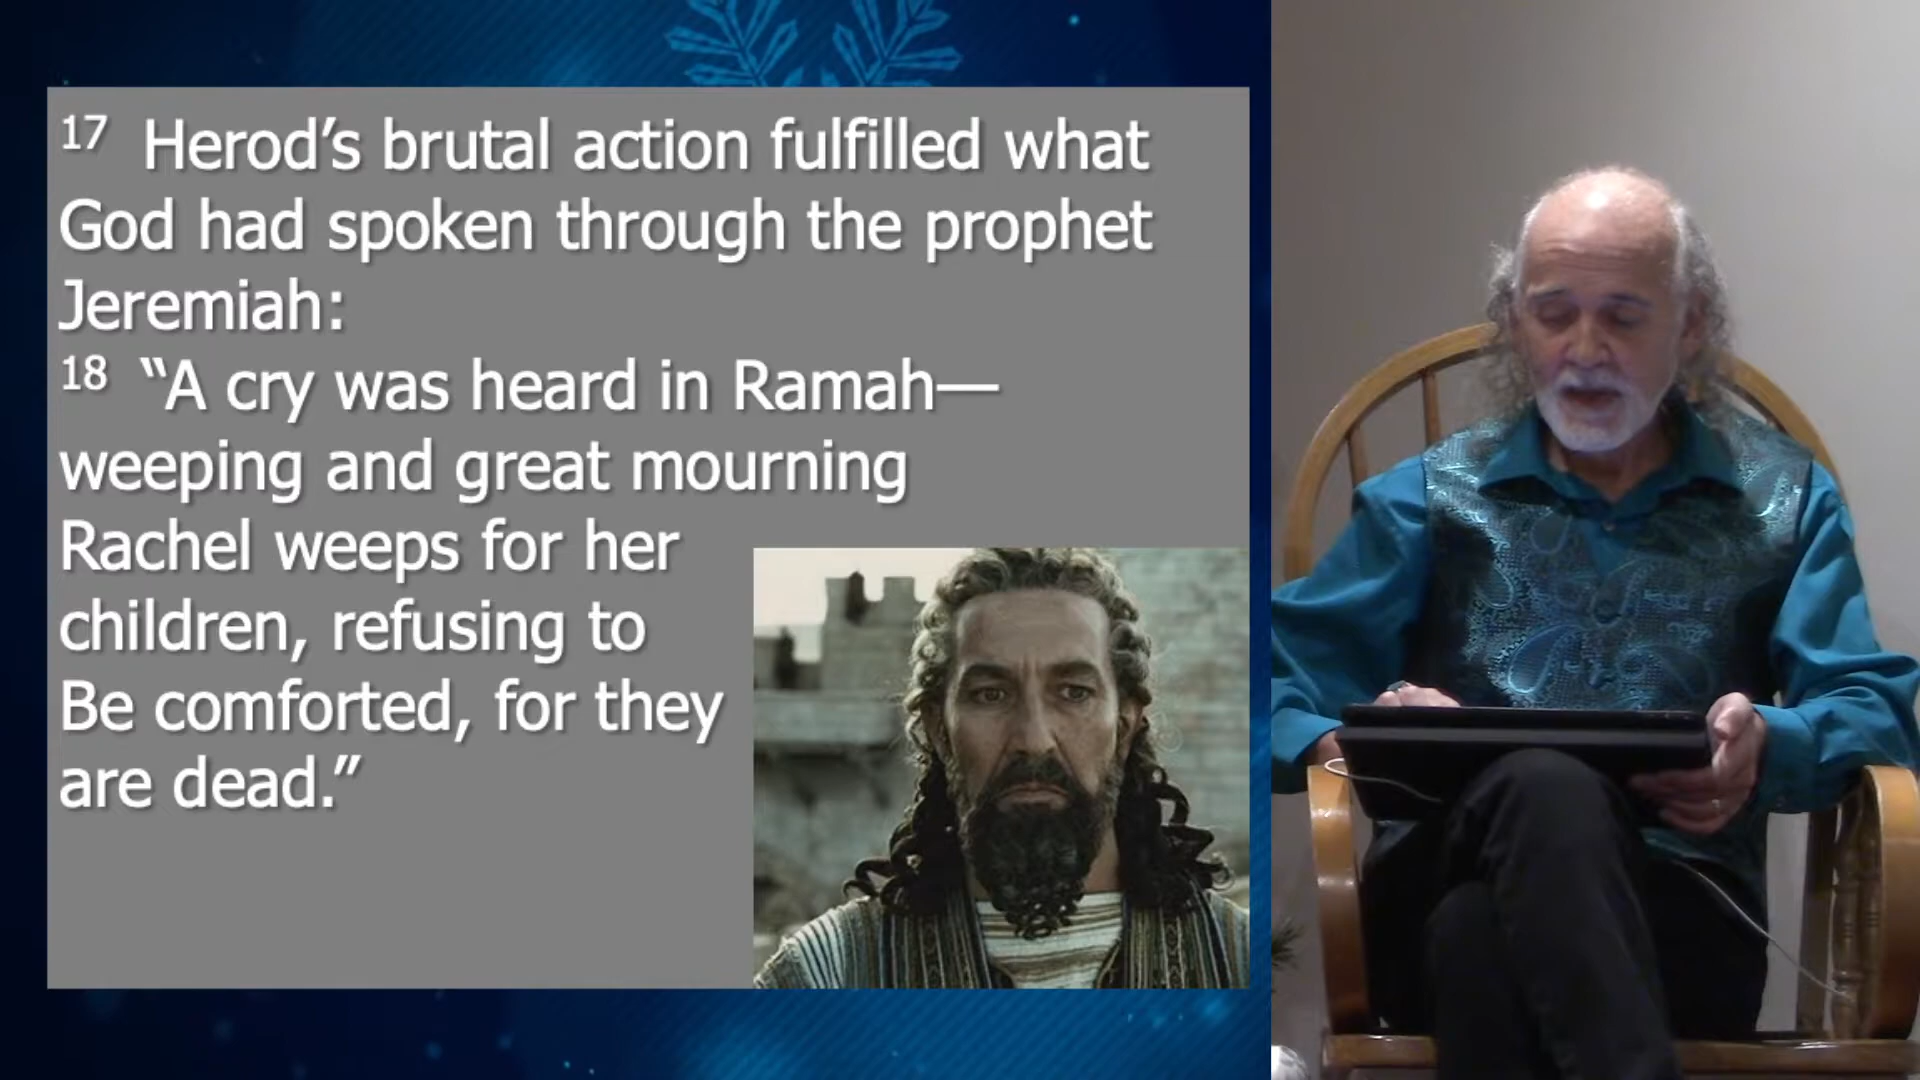 17 Herod’s brutal action fulfilled what
God had spoken through the prophet
Jeremiah:
18 “A cry was heard in Ramah—
weeping and great mourning
Rachel weeps for her
children, refusing to
Be comforted, for they
are dead.”